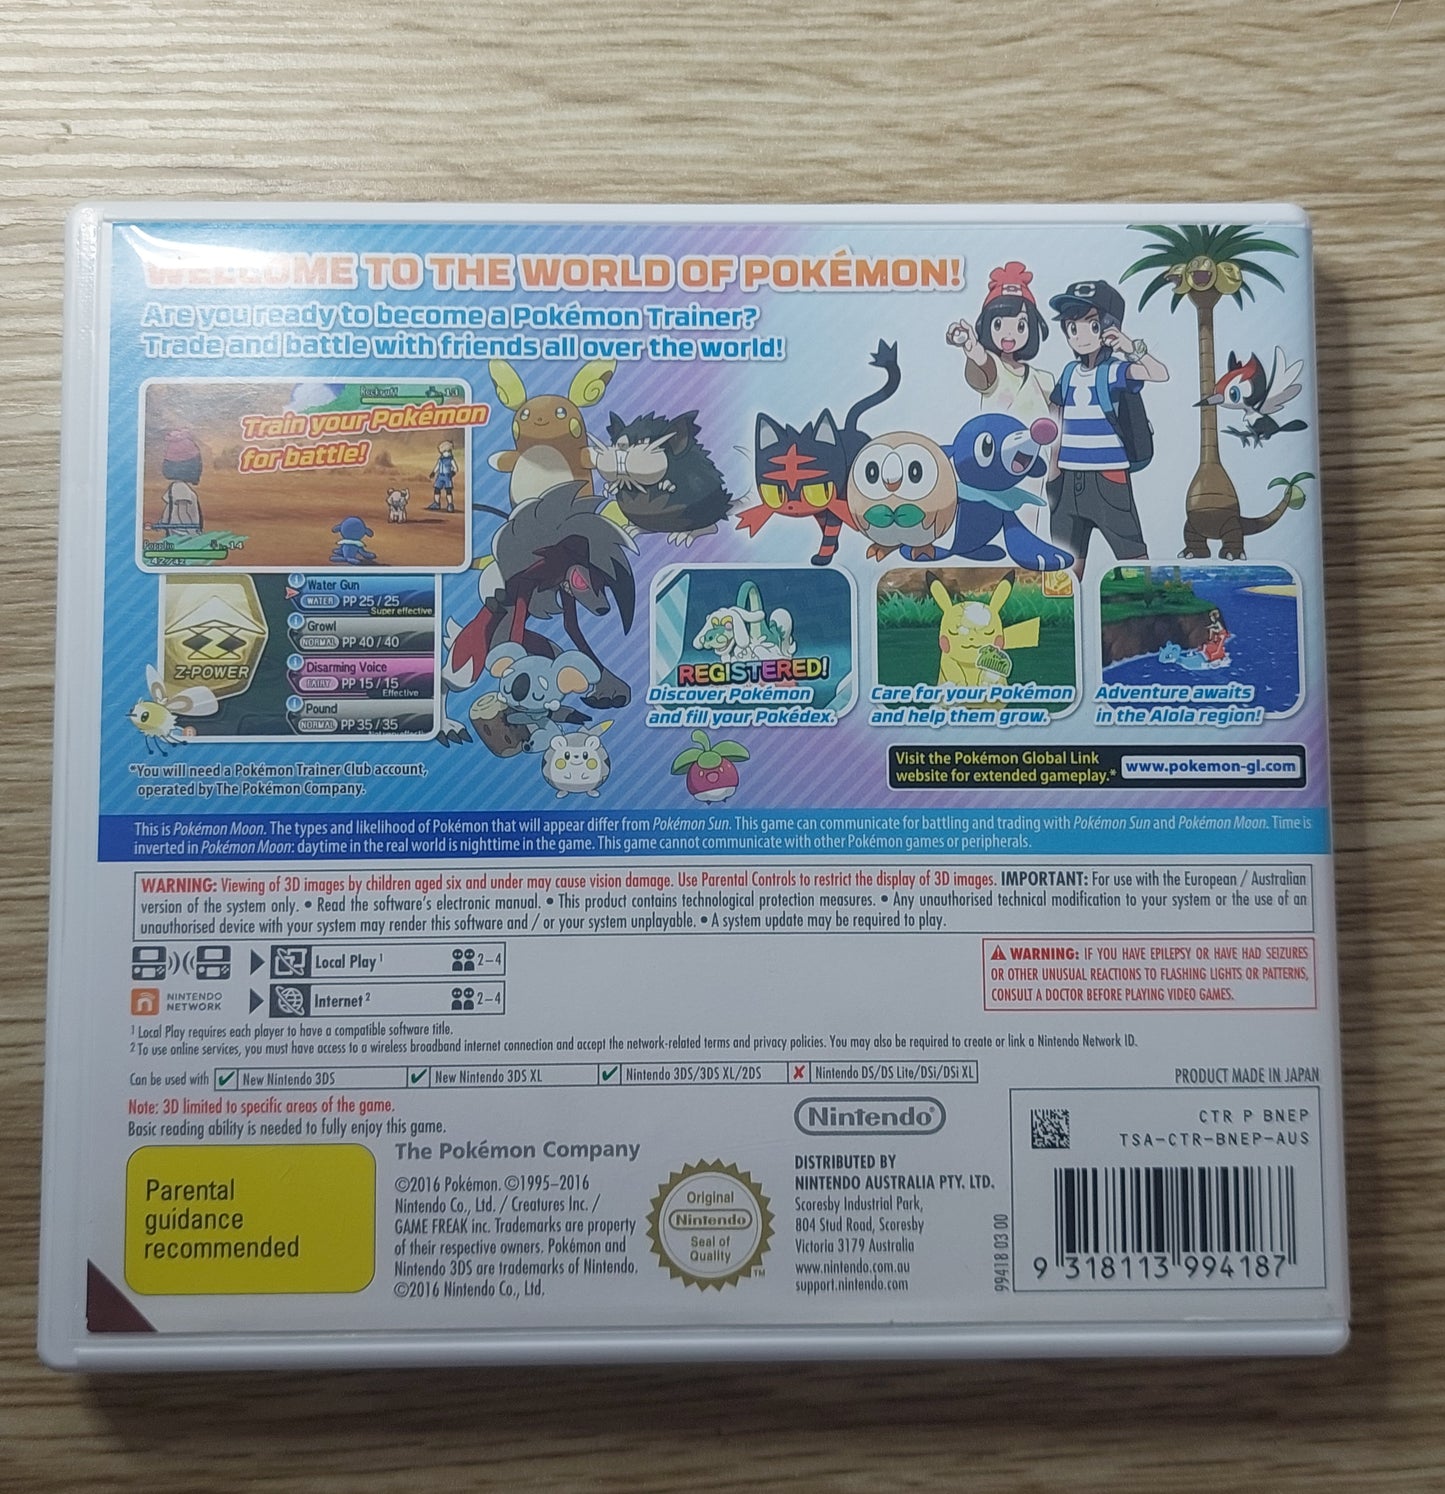 WELCOME TO THE WORLD OF POKÉMON!
Are you ready to become a Pokémon Trainer?
Trade and battle with friends all over the world!
Train your Pokémon
for battle!
14
14
42/42
Z-POWER
Water Gun
WATER PP 25 / 25
Super effective
Growl
NORMAL PP 40 / 40
Disarming Voice
FAIRY PP 15 / 15
Effective
Pound
NORMAL PP 35 / 35
REGISTERED!
Discover Pokémon
and fill your Pokédex.
Care for your Pokémon
and help them grow.
Adventure awaits
in the Alola region!
*You will need a Pokémon Trainer Club account,
operated by The Pokémon Company.
Visit the Pokémon Global Link
website for extended gameplay.*
www.pokemon-gl.com
This is Pokémon Moon. The types and likelihood of Pokémon that will appear differ from Pokémon Sun. This game can communicate for battling and trading with Pokémon Sun and Pokémon Moon. Time is
inverted in Pokémon Moon: daytime in the real world is nighttime in the game. This game cannot communicate with other Pokémon games or peripherals.
WARNING: Viewing of 3D images by children aged six and under may cause vision damage. Use Parental Controls to restrict the display of 3D images. IMPORTANT: For use with the European / Australian
version of the system only. • Read the software's electronic manual. • This product contains technological protection measures. • Any unauthorised technical modification to your system or the use of an
unauthorised device with your system may render this software and / or your system unplayable. • A system update may be required to play.
Local Play¹ 2–4
NINTENDO
NETWORK
Internet² 2–4
WARNING: IF YOU HAVE EPILEPSY OR HAVE HAD SEIZURES
OR OTHER UNUSUAL REACTIONS TO FLASHING LIGHTS OR PATTERNS,
CONSULT A DOCTOR BEFORE PLAYING VIDEO GAMES.
¹ Local Play requires each player to have a compatible software title.
² To use online services, you must have access to a wireless broadband internet connection and accept the network-related terms and privacy policies. You may also be required to create or link a Nintendo Network ID.
Can be used with ✓ New Nintendo 3DS ✓ New Nintendo 3DS XL ✓ Nintendo 3DS/3DS XL/2DS ✗ Nintendo DS/DS Lite/DSi/DSi XL
PRODUCT MADE IN JAPAN
Note: 3D limited to specific areas of the game.
Basic reading ability is needed to fully enjoy this game.
Parental
guidance
recommended
The Pokémon Company
©2016 Pokémon. ©1995–2016
Nintendo Co., Ltd. / Creatures Inc. /
GAME FREAK inc. Trademarks are property
of their respective owners. Pokémon and
Nintendo 3DS are trademarks of Nintendo.
©2016 Nintendo Co., Ltd.
Original
Nintendo
Seal of
Quality
TM
Nintendo®
DISTRIBUTED BY
NINTENDO AUSTRALIA PTY. LTD.
Scoresby Industrial Park,
804 Stud Road, Scoresby
Victoria 3179 Australia
www.nintendo.com.au
support.nintendo.com
99418 03 00
CTR P BNEP
TSA-CTR-BNEP-AUS
9 318113 994187